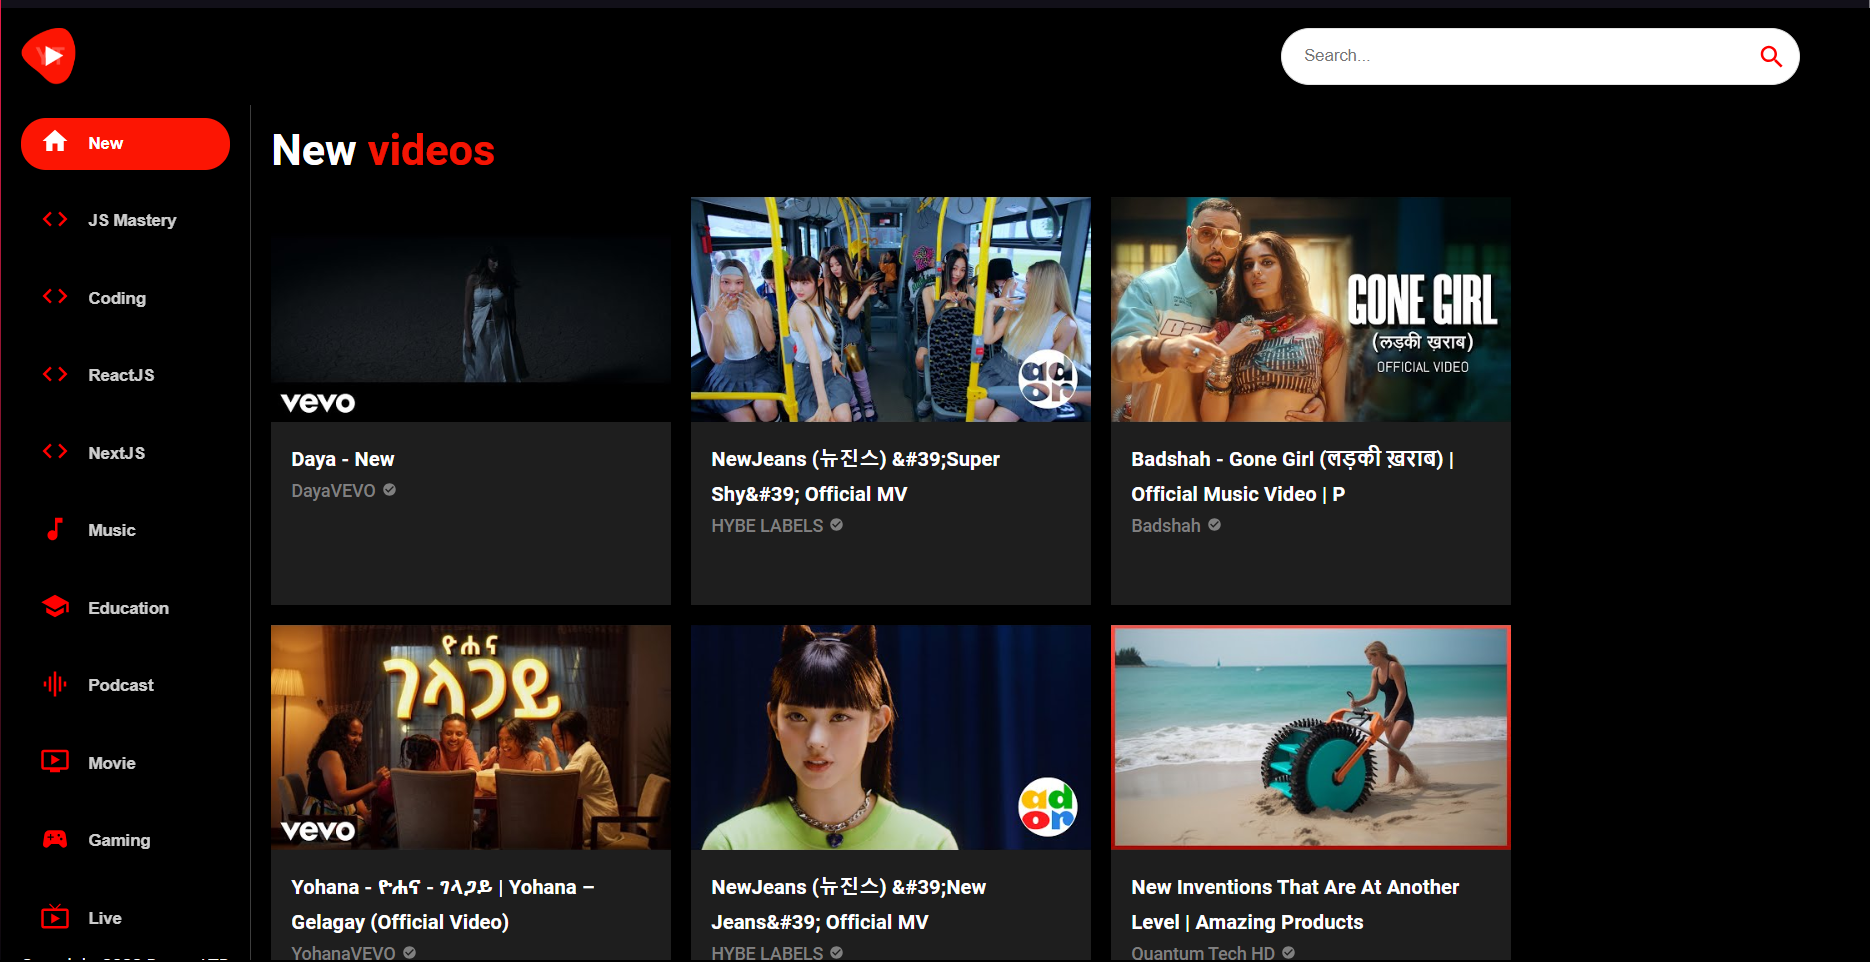 YT
Search...
New
JS Mastery
Coding
ReactJS
NextJS
Music
Education
Podcast
Movie
Gaming
Live
New videos
vevo
Daya - New
DayaVEVO
ador
NewJeans (뉴진스) &#39;Super
Shy&#39; Official MV
HYBE LABELS
GONE GIRL
(लड़की ख़राब)
OFFICIAL VIDEO
Badshah - Gone Girl (लड़की ख़राब) |
Official Music Video | P
Badshah
ዮሐና
ገላጋይ
vevo
Yohana - ዮሐና - ገላጋይ | Yohana –
Gelagay (Official Video)
YohanaVEVO
ador
NewJeans (뉴진스) &#39;New
Jeans&#39; Official MV
HYBE LABELS
New Inventions That Are At Another
Level | Amazing Products
Quantum Tech HD